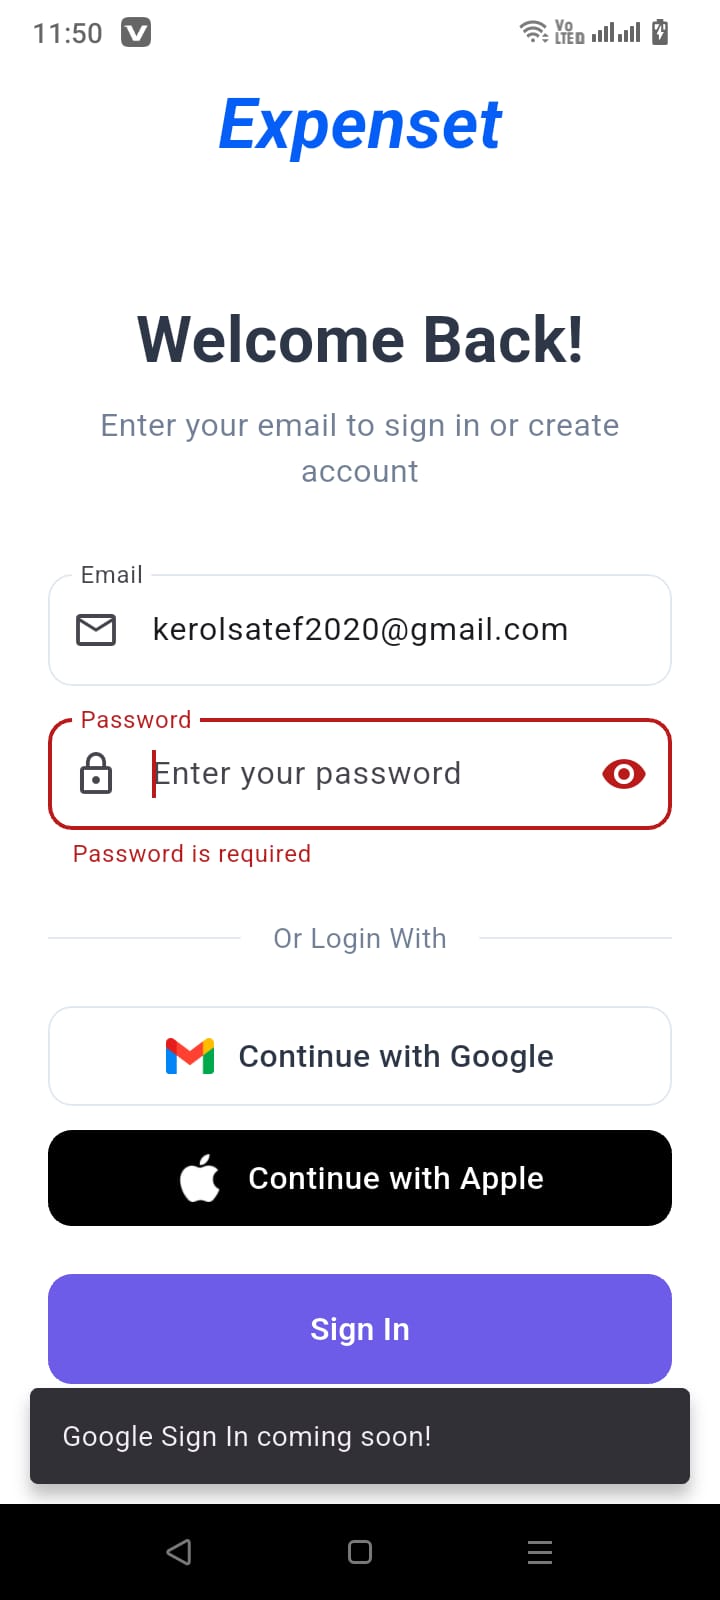 11:50
Vo
LTED
Expenset
Welcome Back!
Enter your email to sign in or create
account
Email
kerolsatef2020@gmail.com
Password
Enter your password
Password is required
Or Login With
Continue with Google
Continue with Apple
Sign In
Google Sign In coming soon!